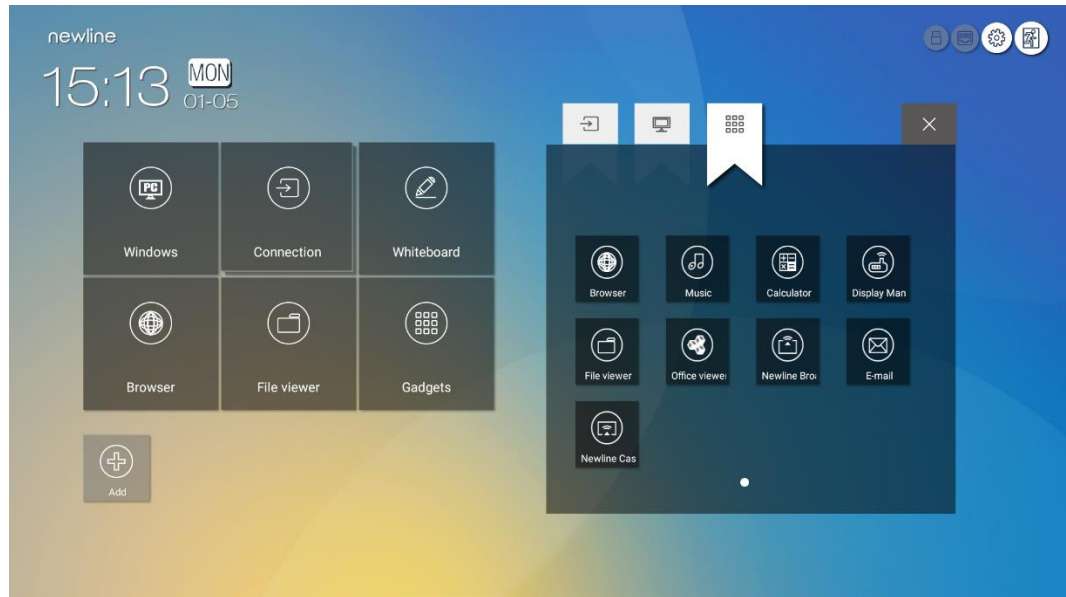 newline
15:13 MON
01-05
PC
Windows
Connection
Whiteboard
Browser
File viewer
Gadgets
Add
Browser
Music
Calculator
Display Man
File viewer
Office viewer
Newline Bro
E-mail
Newline Cas